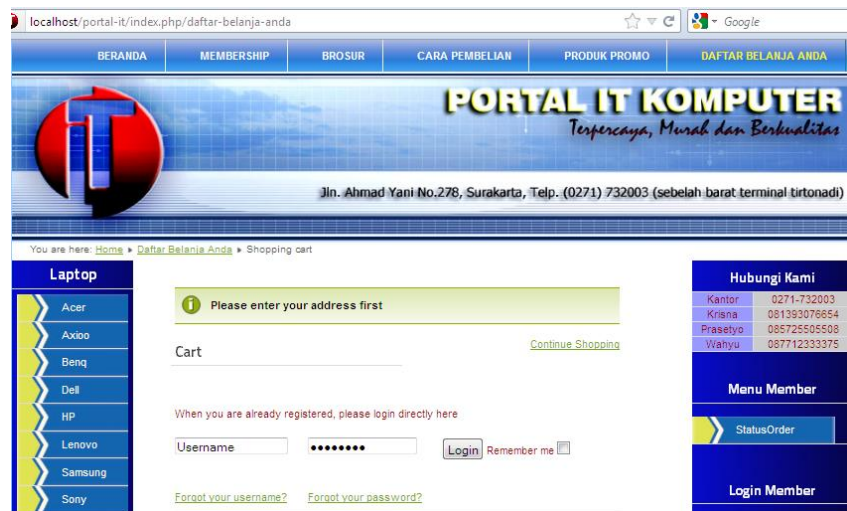 localhost/portal-it/index.php/daftar-belanja-anda
Google
BERANDA MEMBERSHIP BROSUR CARA PEMBELIAN PRODUK PROMO DAFTAR BELANJA ANDA
iT
PORTAL IT KOMPUTER
Terpercaya, Murah dan Berkualitas
Jln. Ahmad Yani No.278, Surakarta, Telp. (0271) 732003 (sebelah barat terminal tirtonadi)
You are here: Home Daftar Belanja Anda Shopping cart
Laptop
Acer
Axioo
Benq
Dell
HP
Lenovo
Samsung
Sony
Please enter your address first
Cart
Continue Shopping
When you are already registered, please login directly here
Username
Login Remember me
Forgot your username? Forgot your password?
Hubungi Kami
Kantor 0271-732003
Krisna 081393076654
Prasetyo 085725505508
Wahyu 087712333375
Menu Member
StatusOrder
Login Member